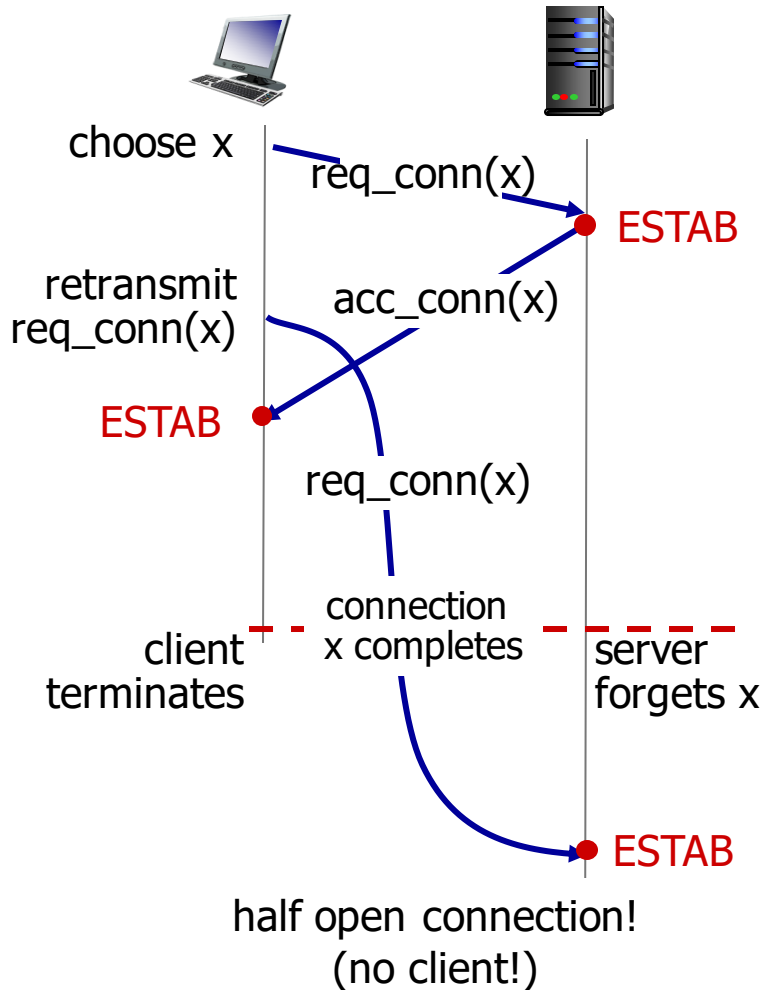 choose x
req_conn(x)
ESTAB
retransmit
req_conn(x)
acc_conn(x)
ESTAB
req_conn(x)
connection
x completes
client
terminates
server
forgets x
ESTAB
half open connection!
(no client!)